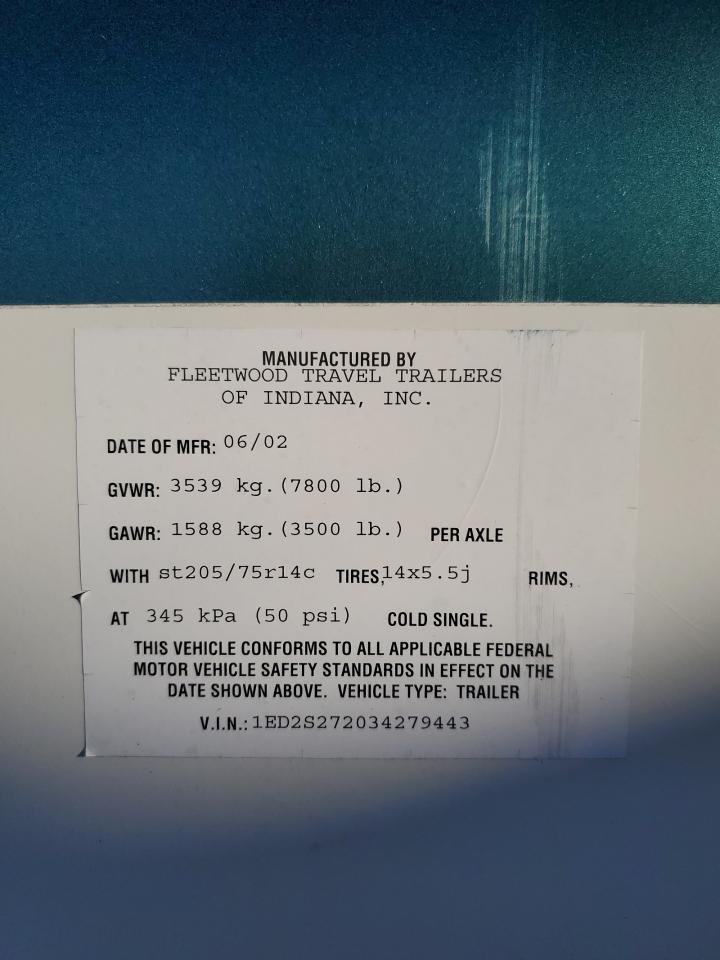 MANUFACTURED BY
FLEETWOOD TRAVEL TRAILERS
OF INDIANA, INC.
DATE OF MFR: 06/02
GVWR: 3539 kg.(7800 lb.)
GAWR: 1588 kg.(3500 lb.) PER AXLE
WITH st205/75r14c TIRES,14x5.5j RIMS,
AT 345 kPa (50 psi) COLD SINGLE.
THIS VEHICLE CONFORMS TO ALL APPLICABLE FEDERAL
MOTOR VEHICLE SAFETY STANDARDS IN EFFECT ON THE
DATE SHOWN ABOVE. VEHICLE TYPE: TRAILER
V.I.N.: 1ED2S272034279443